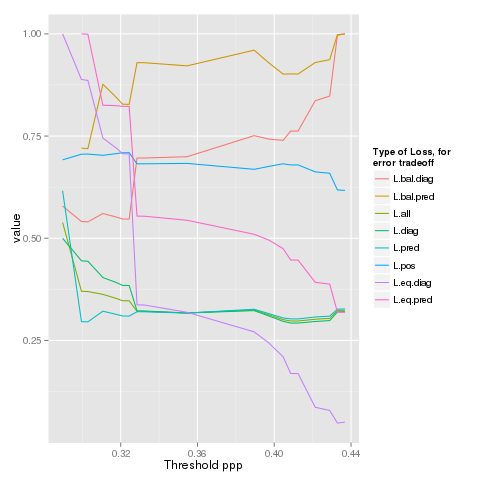 1.00
0.75
0.50
0.25
value
0.32
0.36
0.40
0.44
Threshold ppp
Type of Loss, for
error tradeoff
L.bal.diag
L.bal.pred
L.all
L.diag
L.pred
L.pos
L.eq.diag
L.eq.pred